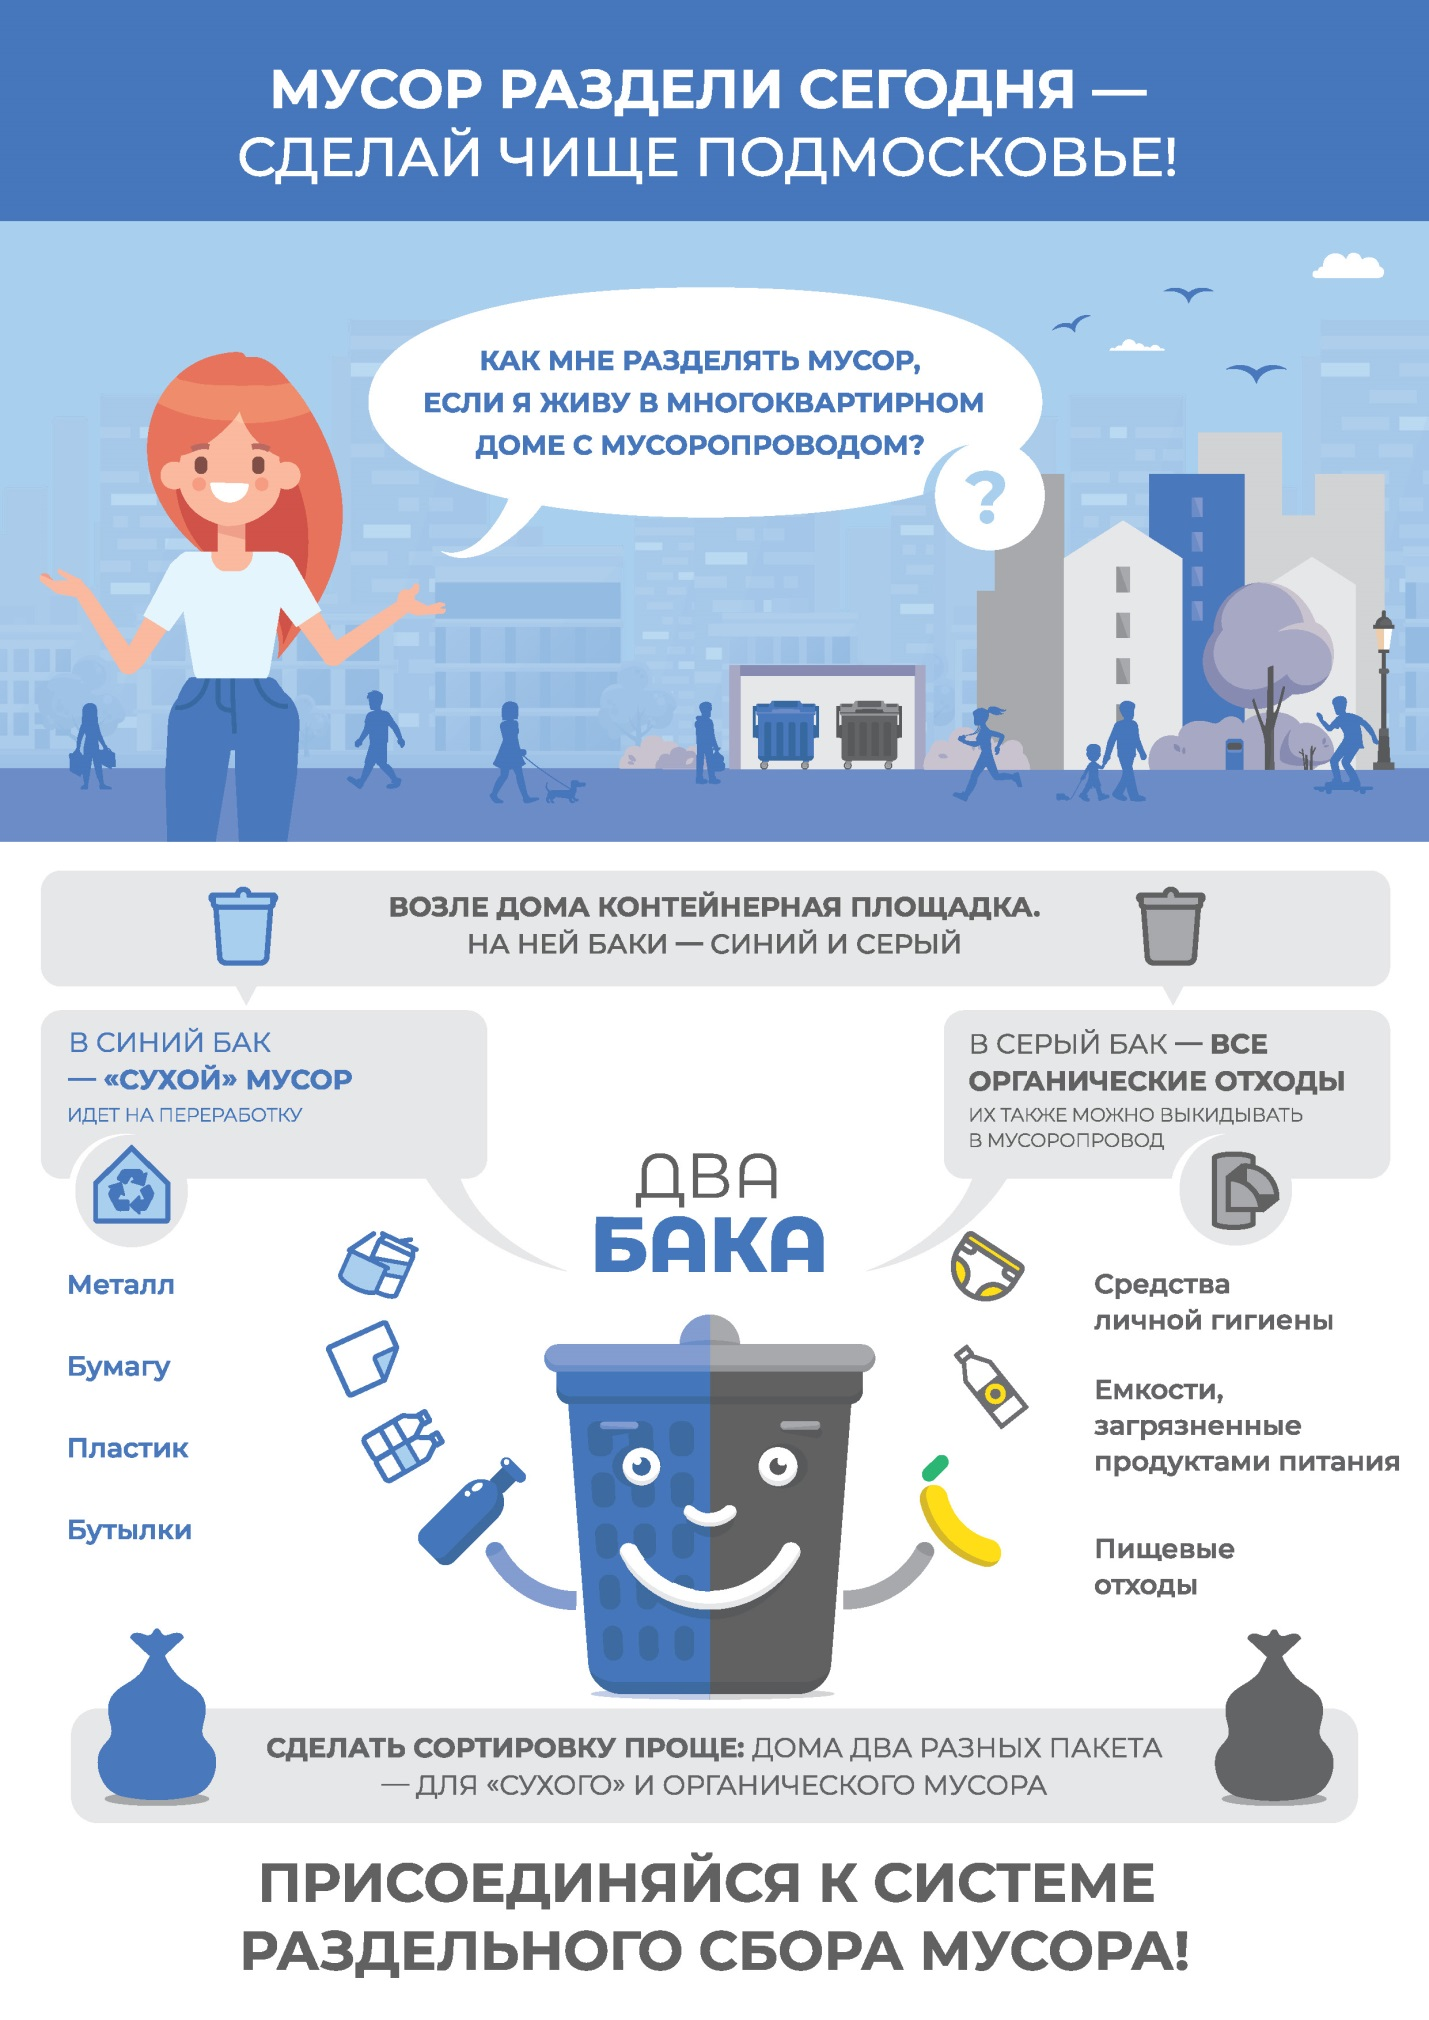 МУСОР РАЗДЕЛИ СЕГОДНЯ —
СДЕЛАЙ ЧИЩЕ ПОДМОСКОВЬЕ!
КАК МНЕ РАЗДЕЛЯТЬ МУСОР,
ЕСЛИ Я ЖИВУ В МНОГОКВАРТИРНОМ
ДОМЕ С МУСОРОПРОВОДОМ?
?
ВОЗЛЕ ДОМА КОНТЕЙНЕРНАЯ ПЛОЩАДКА.
НА НЕЙ БАКИ — СИНИЙ И СЕРЫЙ
В СИНИЙ БАК
— «СУХОЙ» МУСОР
ИДЕТ НА ПЕРЕРАБОТКУ
Металл
Бумагу
Пластик
Бутылки
ДВА
БАКА
В СЕРЫЙ БАК — ВСЕ
ОРГАНИЧЕСКИЕ ОТХОДЫ
ИХ ТАКЖЕ МОЖНО ВЫКИДЫВАТЬ
В МУСОРОПРОВОД
Средства
личной гигиены
Емкости,
загрязненные
продуктами питания
Пищевые
отходы
СДЕЛАТЬ СОРТИРОВКУ ПРОЩЕ: ДОМА ДВА РАЗНЫХ ПАКЕТА
— ДЛЯ «СУХОГО» И ОРГАНИЧЕСКОГО МУСОРА
ПРИСОЕДИНЯЙСЯ К СИСТЕМЕ
РАЗДЕЛЬНОГО СБОРА МУСОРА!